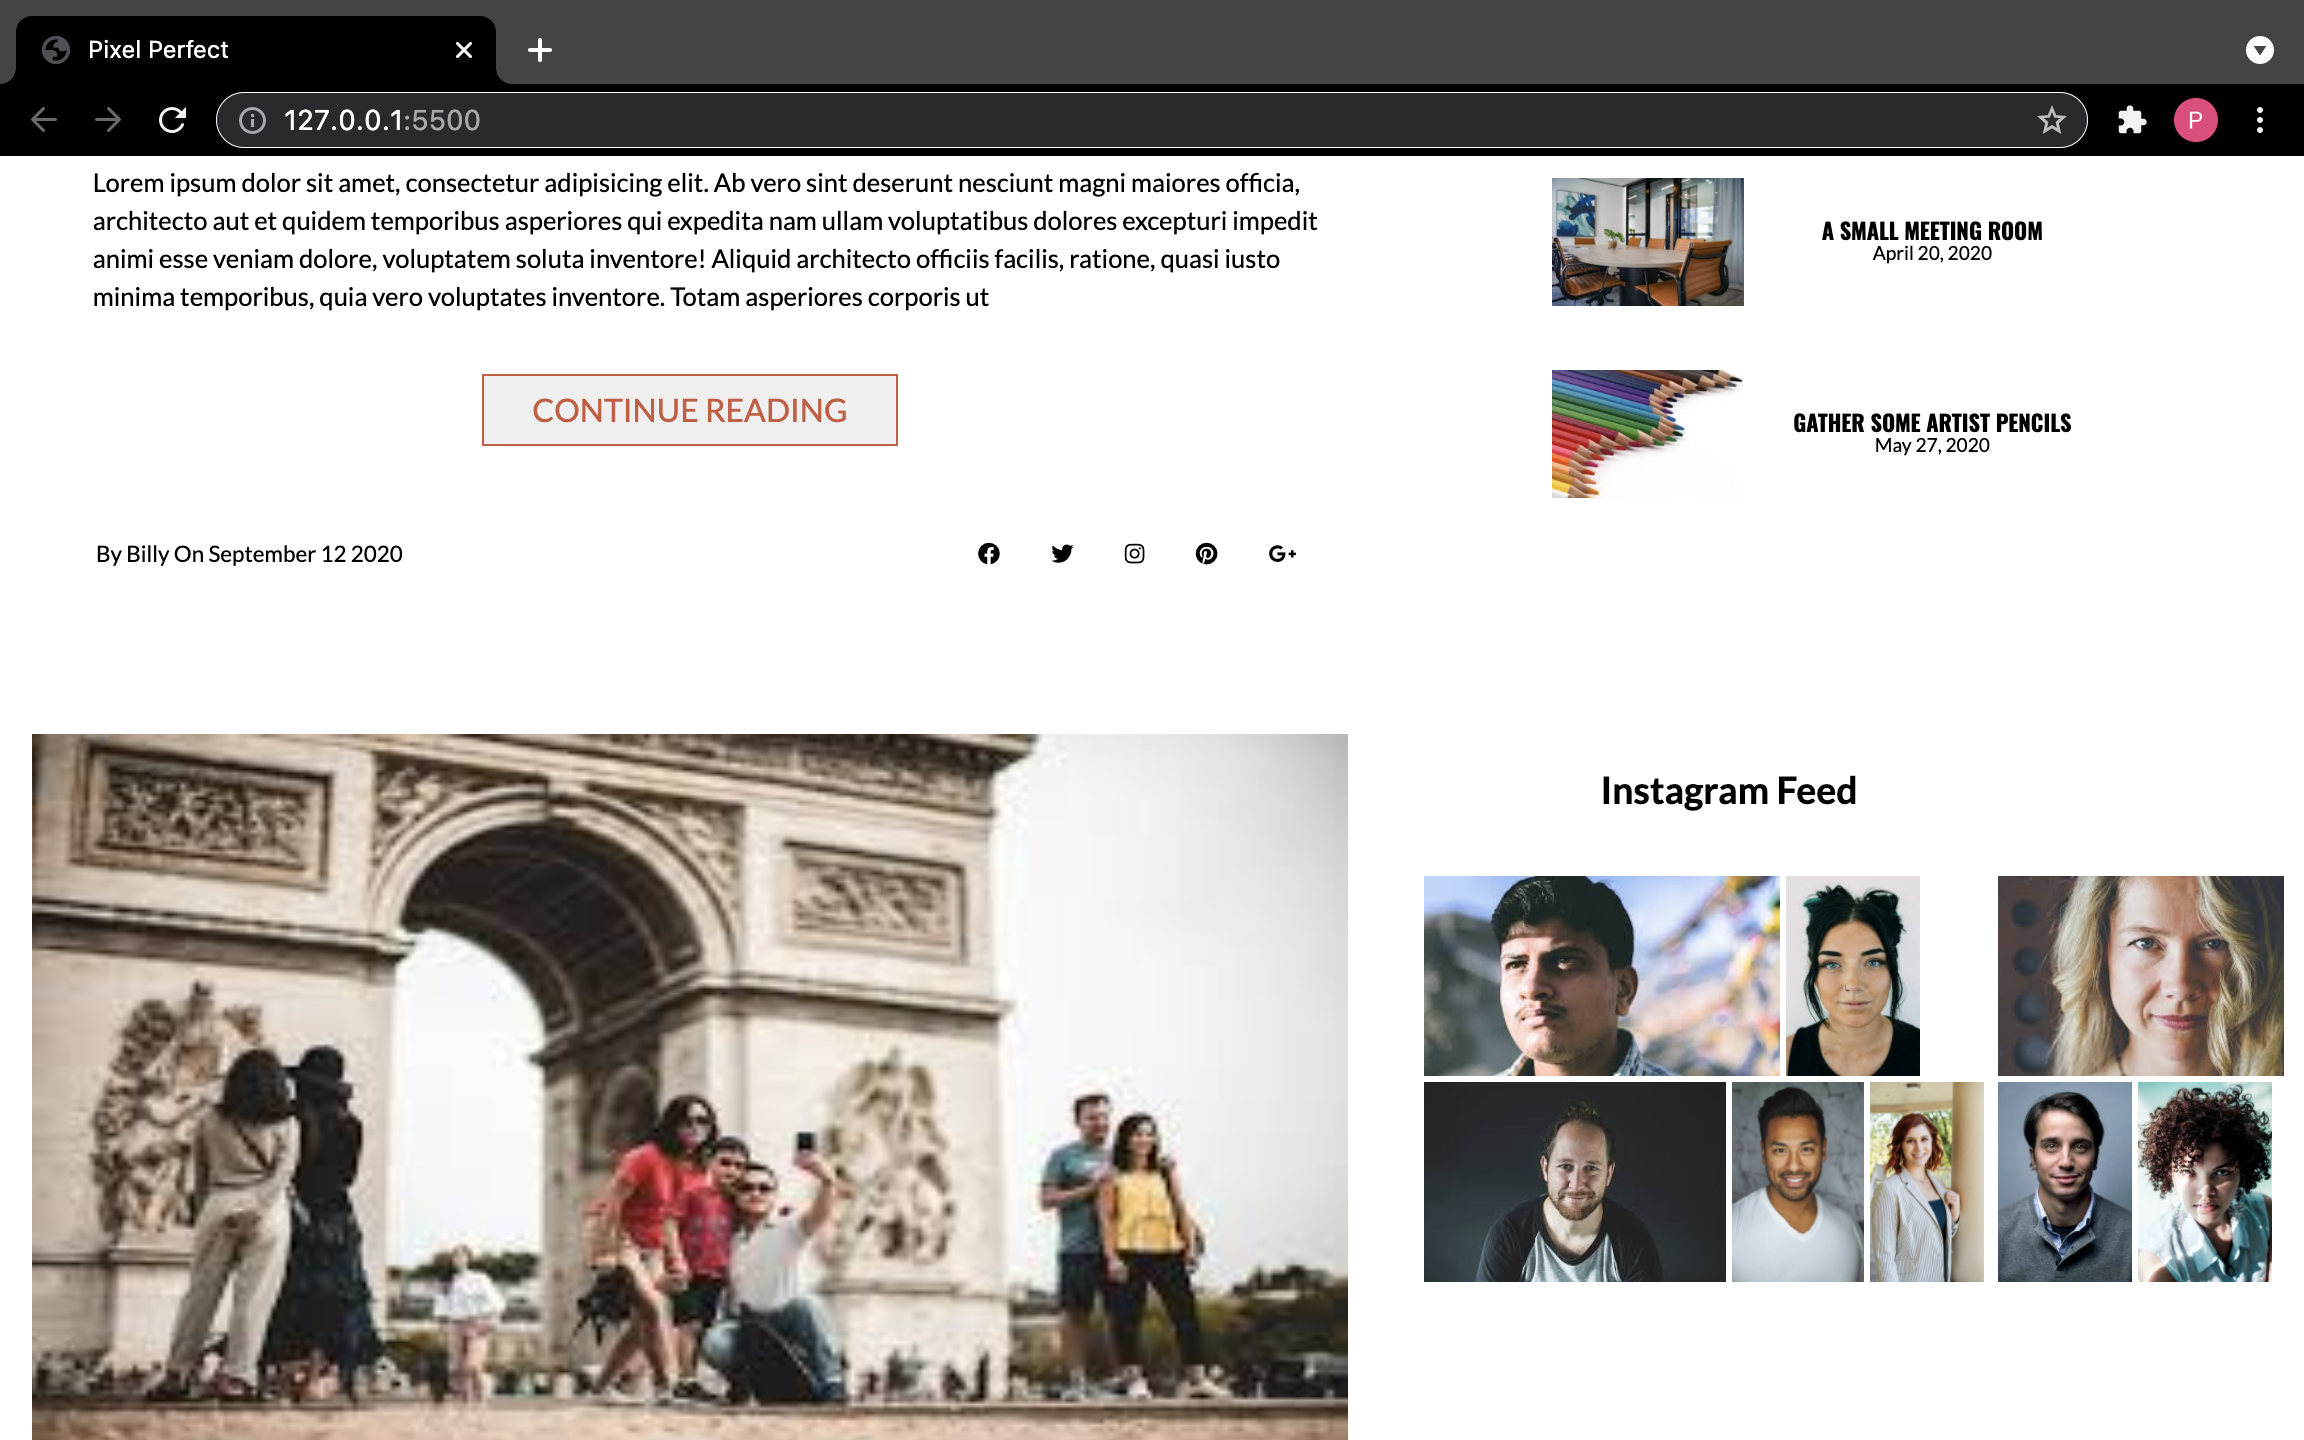 Pixel Perfect
127.0.0.1:5500
P
Lorem ipsum dolor sit amet, consectetur adipisicing elit. Ab vero sint deserunt nesciunt magni maiores officia,
architecto aut et quidem temporibus asperiores qui expedita nam ullam voluptatibus dolores excepturi impedit
animi esse veniam dolore, voluptatem soluta inventore! Aliquid architecto officiis facilis, ratione, quasi iusto
minima temporibus, quia vero voluptates inventore. Totam asperiores corporis ut
CONTINUE READING
By Billy On September 12 2020
G+
A SMALL MEETING ROOM
April 20, 2020
GATHER SOME ARTIST PENCILS
May 27, 2020
Instagram Feed